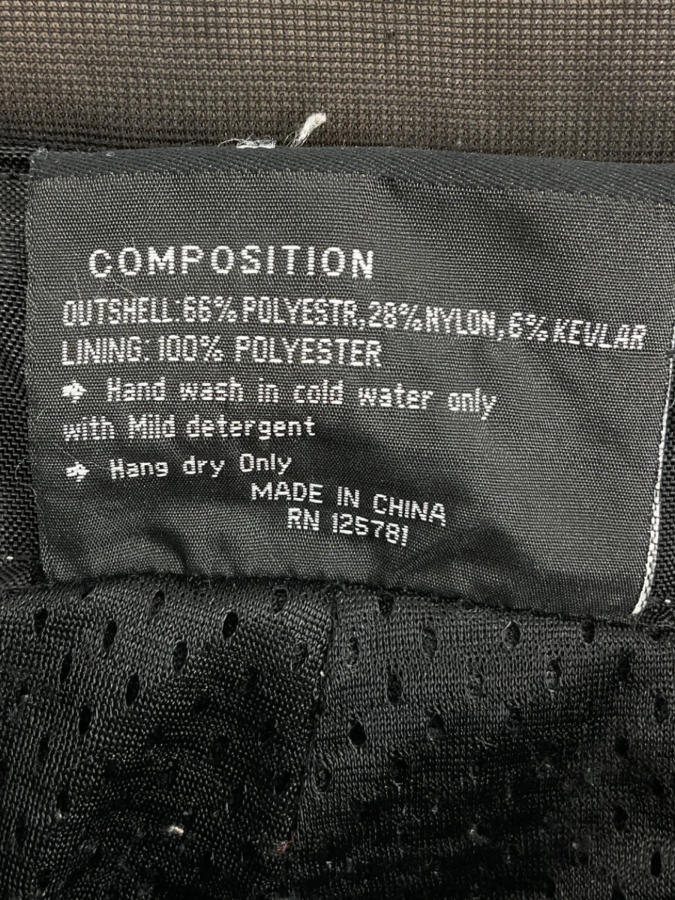 COMPOSITION
OUTSHELL:66% POLYESTR,28%NYLON,6%KEVLAR
LINING:100% POLYESTER
Hand wash in cold water only
with Mild detergent
Hang dry Only
MADE IN CHINA
RN 125781